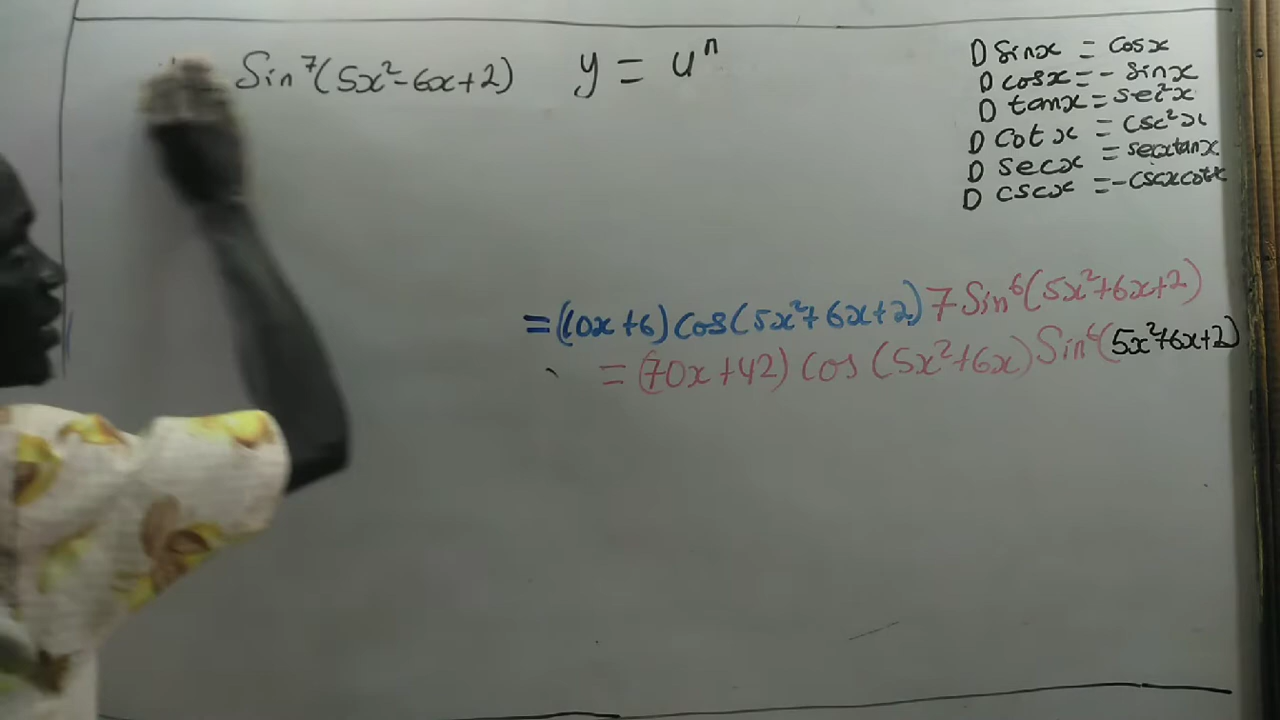 Sin⁷(5x²-6x+2) y = uⁿ
D sinx = cosx
D cosx = - sinx
D tanx = sec²x
D cot x = csc²x
D secx = secxtanx
D cscx = -cscxcotx
= (10x+6) cos(5x²+6x+2) 7 Sin⁶(5x²+6x+2)
= (70x+42) cos (5x²+6x) Sin⁶(5x²+6x+2)